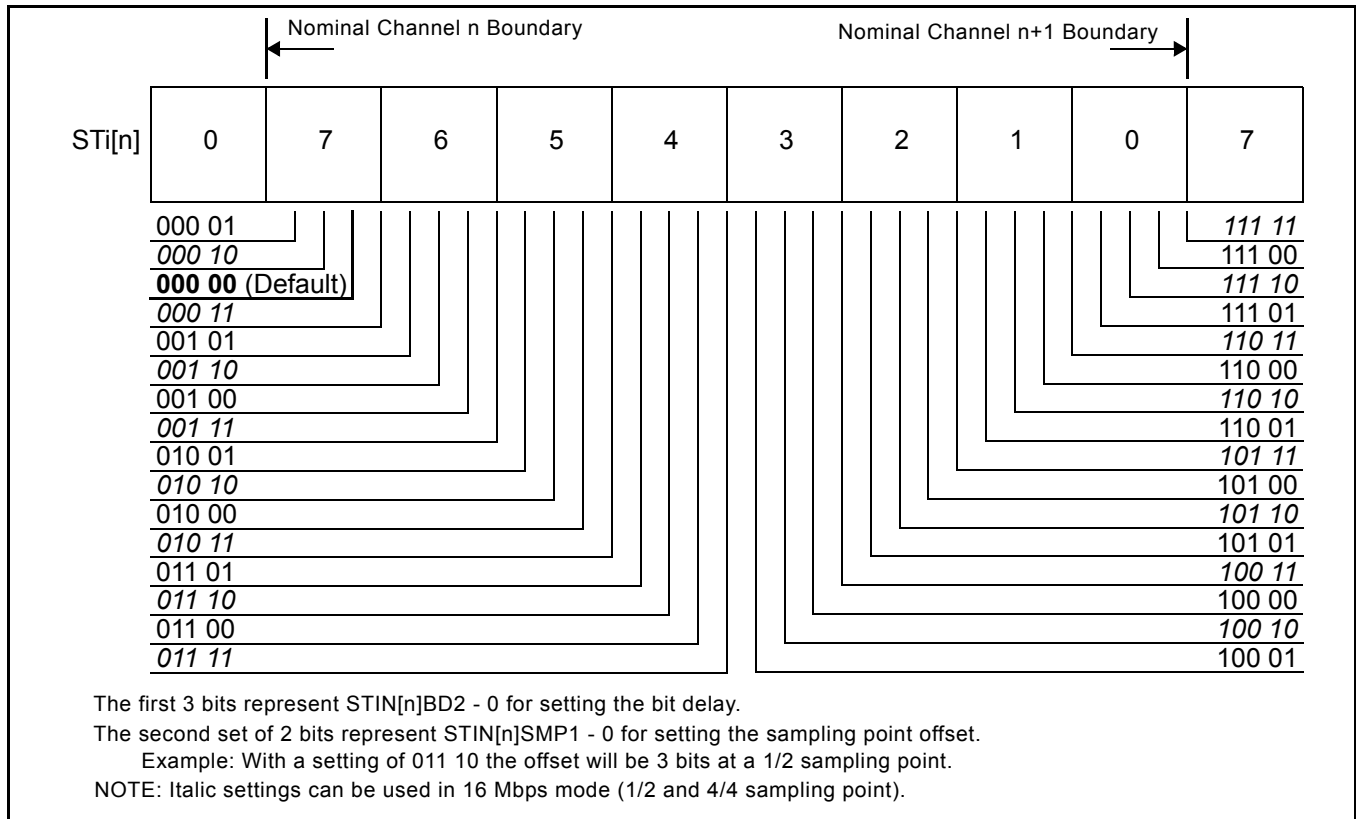 Nominal Channel n Boundary
Nominal Channel n+1 Boundary
STi[n] 0 7 6 5 4 3 2 1 0 7
000 01 111 11
000 10 111 00
000 00 (Default) 111 10
000 11 111 01
001 01 110 11
001 10 110 00
001 00 110 10
001 11 110 01
010 01 101 11
010 10 101 00
010 00 101 10
010 11 101 01
011 01 100 11
011 10 100 00
011 00 100 10
011 11 100 01
The first 3 bits represent STIN[n]BD2 - 0 for setting the bit delay.
The second set of 2 bits represent STIN[n]SMP1 - 0 for setting the sampling point offset.
Example: With a setting of 011 10 the offset will be 3 bits at a 1/2 sampling point.
NOTE: Italic settings can be used in 16 Mbps mode (1/2 and 4/4 sampling point).